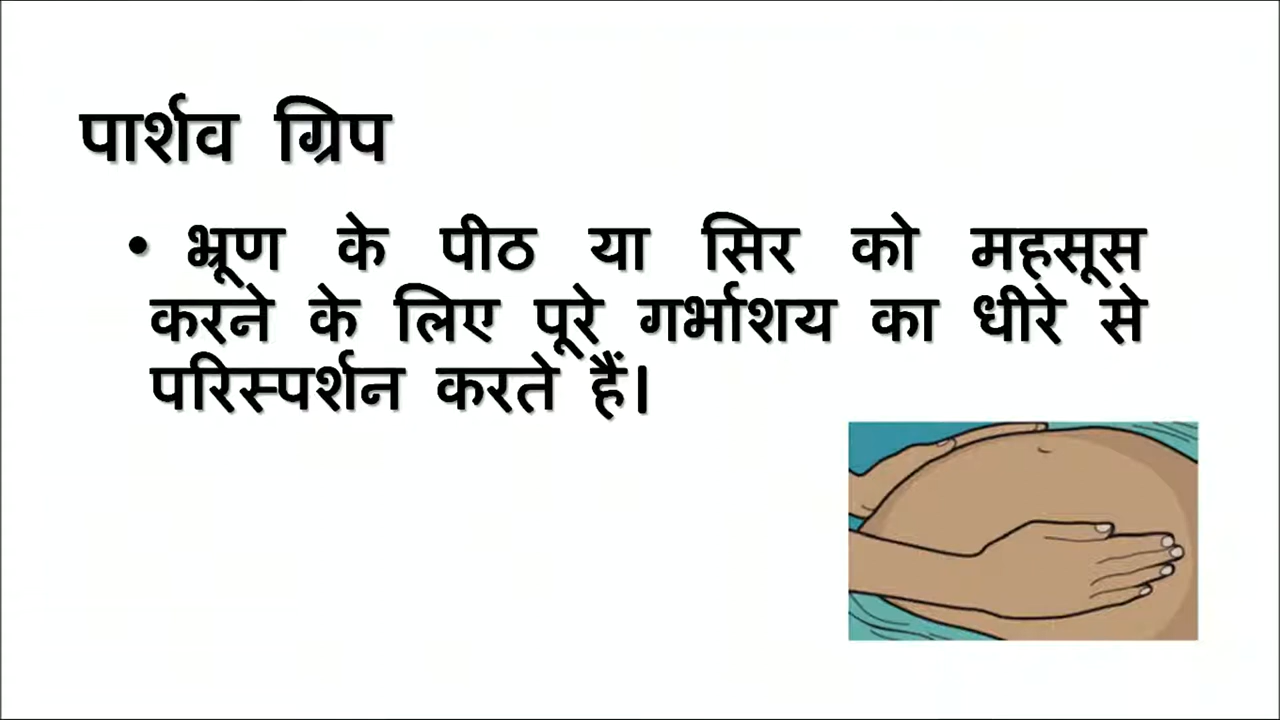 पार्शव ग्रिप
• भ्रूण के पीठ या सिर को महसूस
करने के लिए पूरे गर्भाशय का धीरे से
परिस्पर्शन करते हैं।